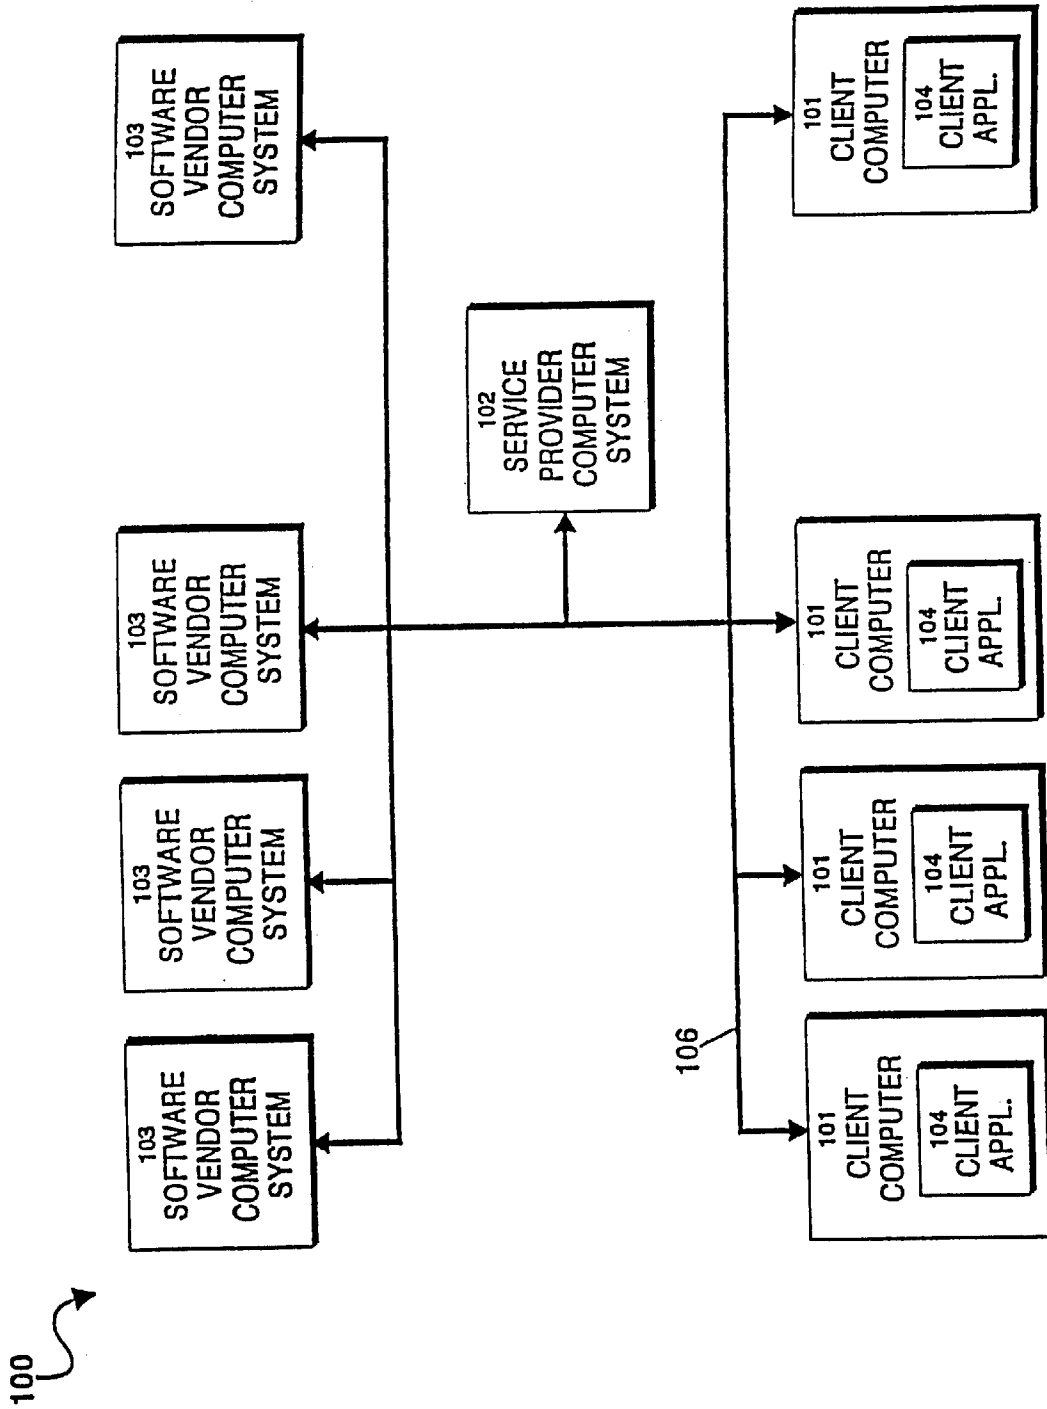 100
103
SOFTWARE
VENDOR
COMPUTER
SYSTEM
103
SOFTWARE
VENDOR
COMPUTER
SYSTEM
103
SOFTWARE
VENDOR
COMPUTER
SYSTEM
103
SOFTWARE
VENDOR
COMPUTER
SYSTEM
102
SERVICE
PROVIDER
COMPUTER
SYSTEM
106
101
CLIENT
COMPUTER
104
CLIENT
APPL.
101
CLIENT
COMPUTER
104
CLIENT
APPL.
101
CLIENT
COMPUTER
104
CLIENT
APPL.
101
CLIENT
COMPUTER
104
CLIENT
APPL.